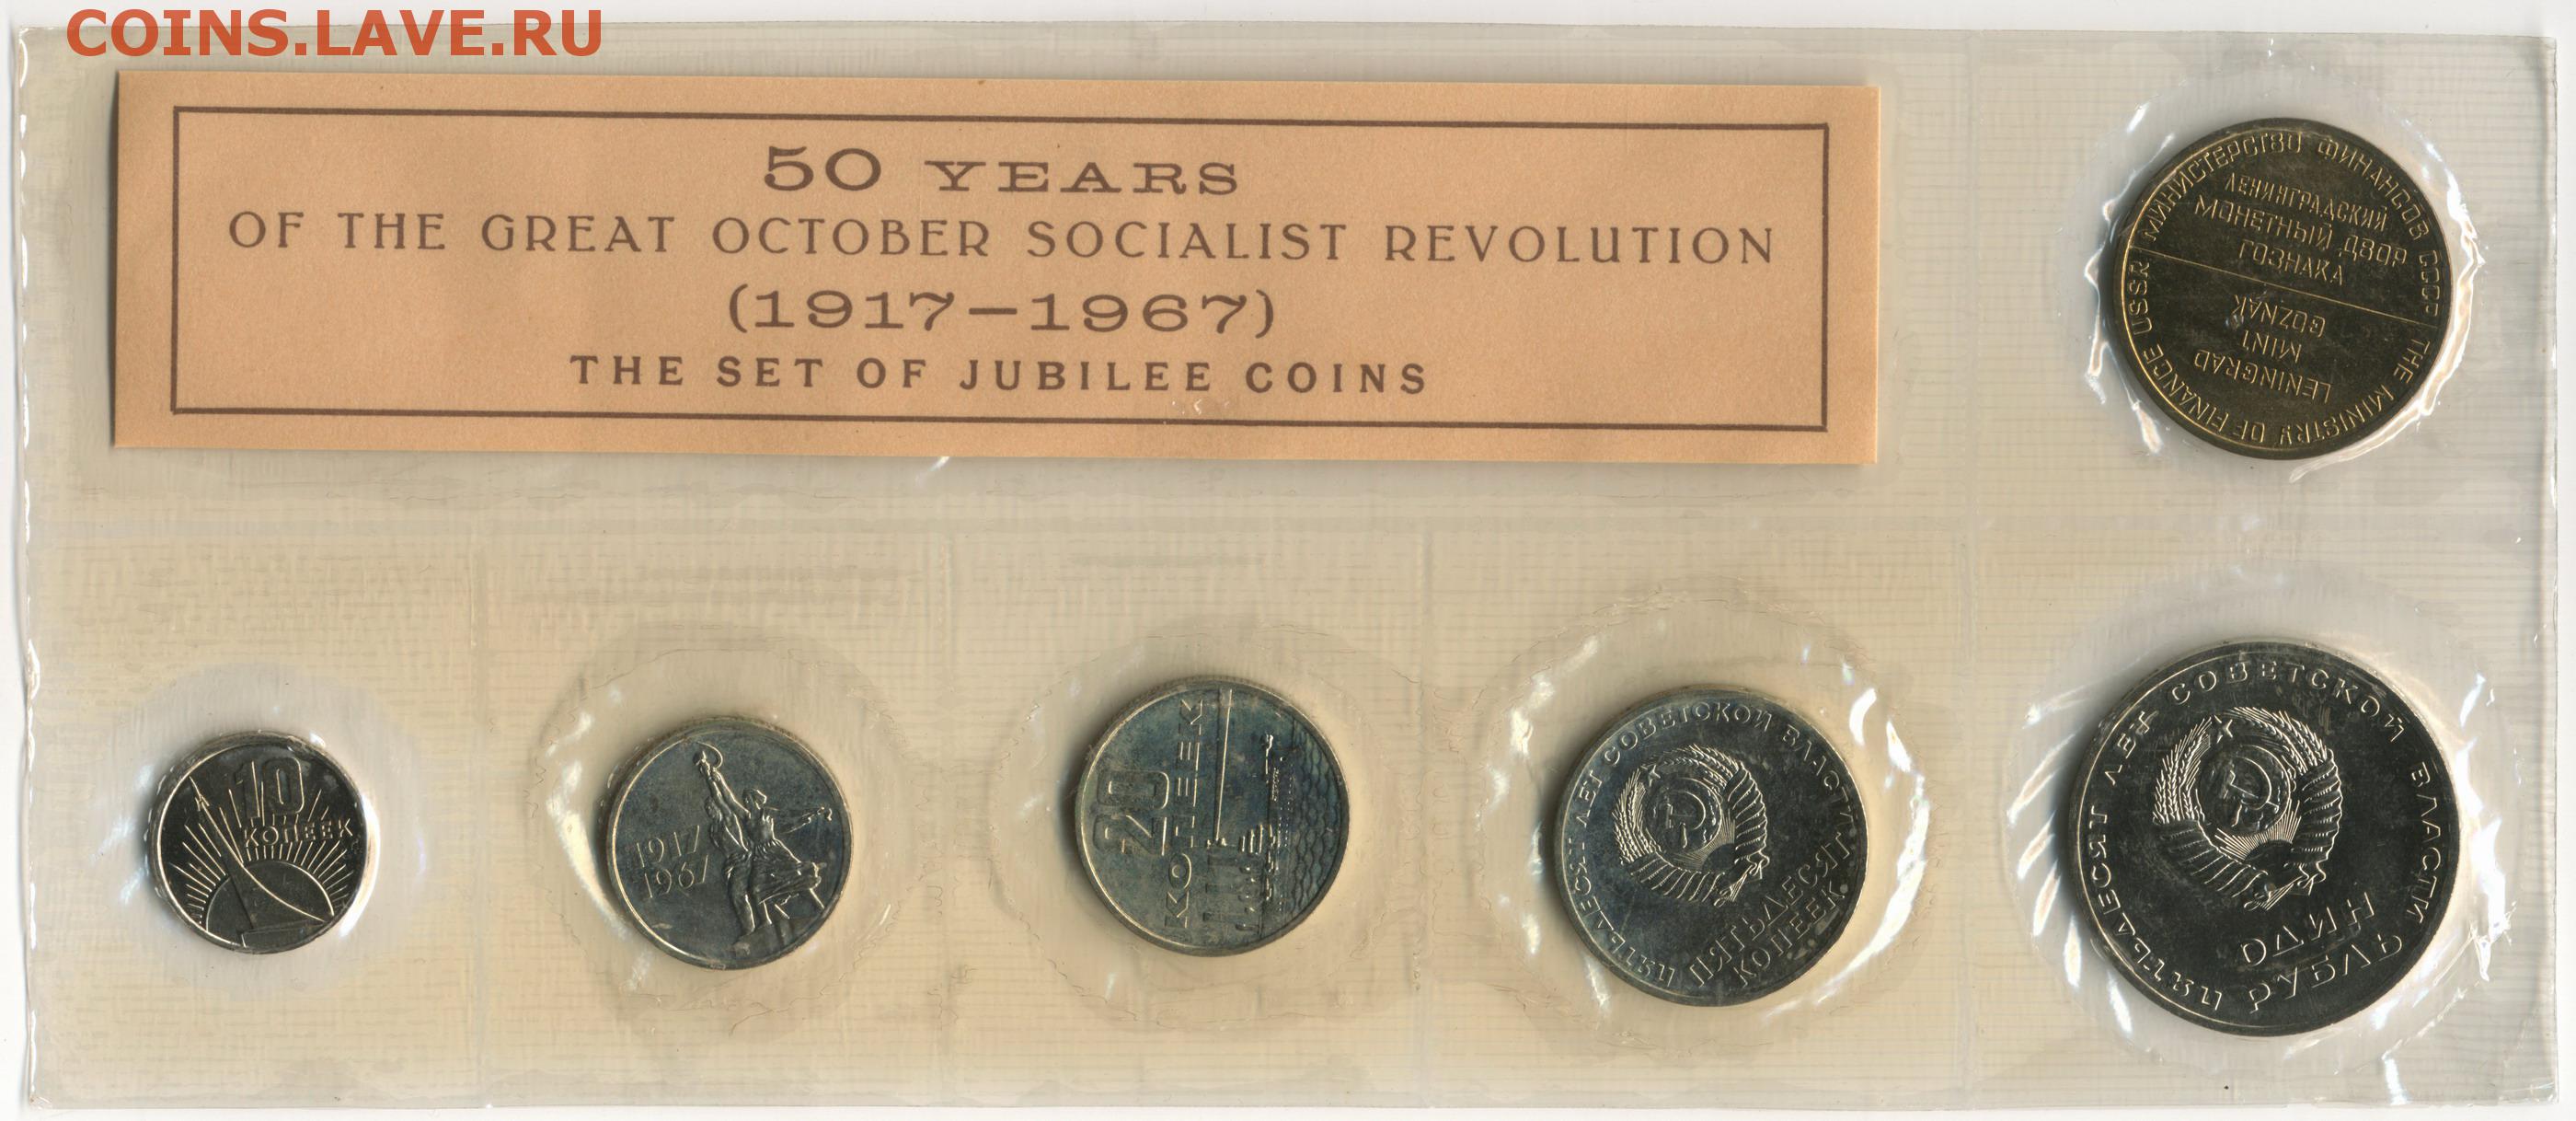 COINS.LAVE.RU
50 YEARS
OF THE GREAT OCTOBER SOCIALIST REVOLUTION
(1917–1967)
THE SET OF JUBILEE COINS
МИНИСТЕРСТВО ФИНАНСОВ СССР
ЛЕНИНГРАДСКИЙ
МОНЕТНЫЙ ДВОР
ГОЗНАКА
LENINGRAD
MINT
GOZNAK
THE MINISTRY OF FINANCE USSR
10
КОПЕЕК
1917
1967
20
КОПЕЕК
ПЯТЬДЕСЯТ ЛЕТ СОВЕТСКОЙ ВЛАСТИ
ПЯТЬДЕСЯТ
КОПЕЕК
ПЯТЬДЕСЯТ ЛЕТ СОВЕТСКОЙ ВЛАСТИ
ОДИН
РУБЛЬ